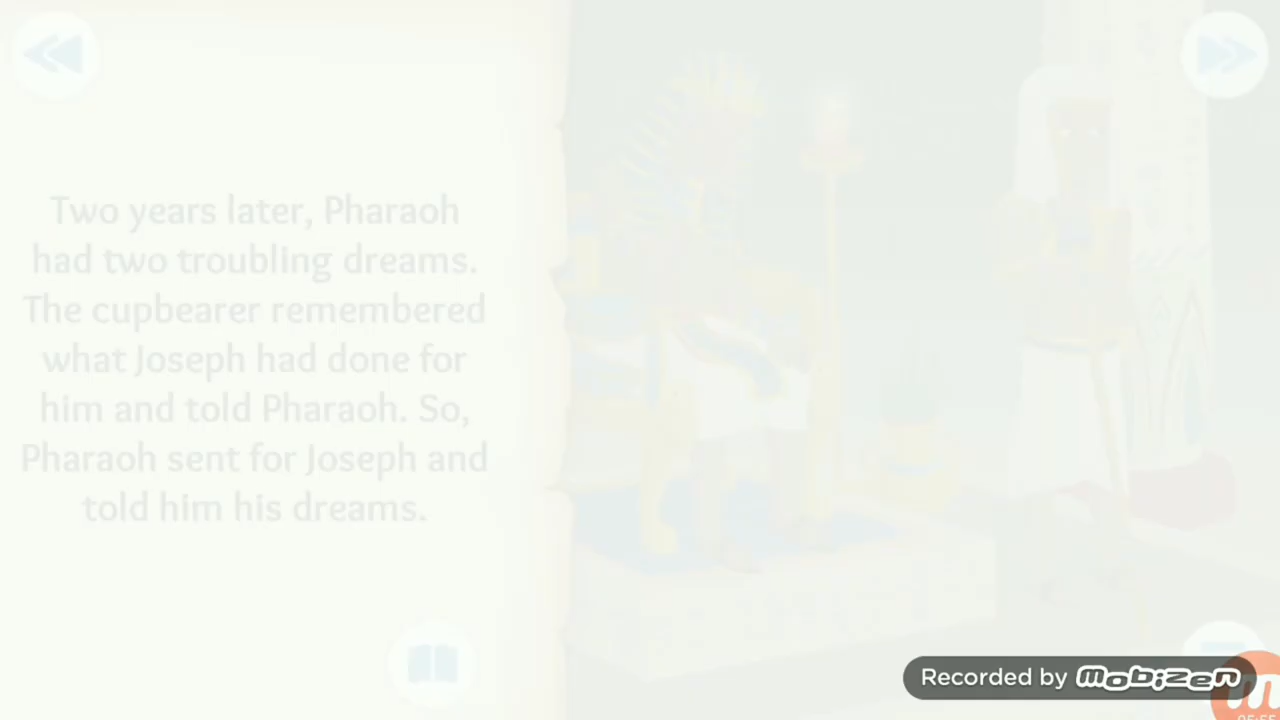 Two years later, Pharaoh
had two troubling dreams.
The cupbearer remembered
what Joseph had done for
him and told Pharaoh. So,
Pharaoh sent for Joseph and
told him his dreams.
Recorded by Mobizen